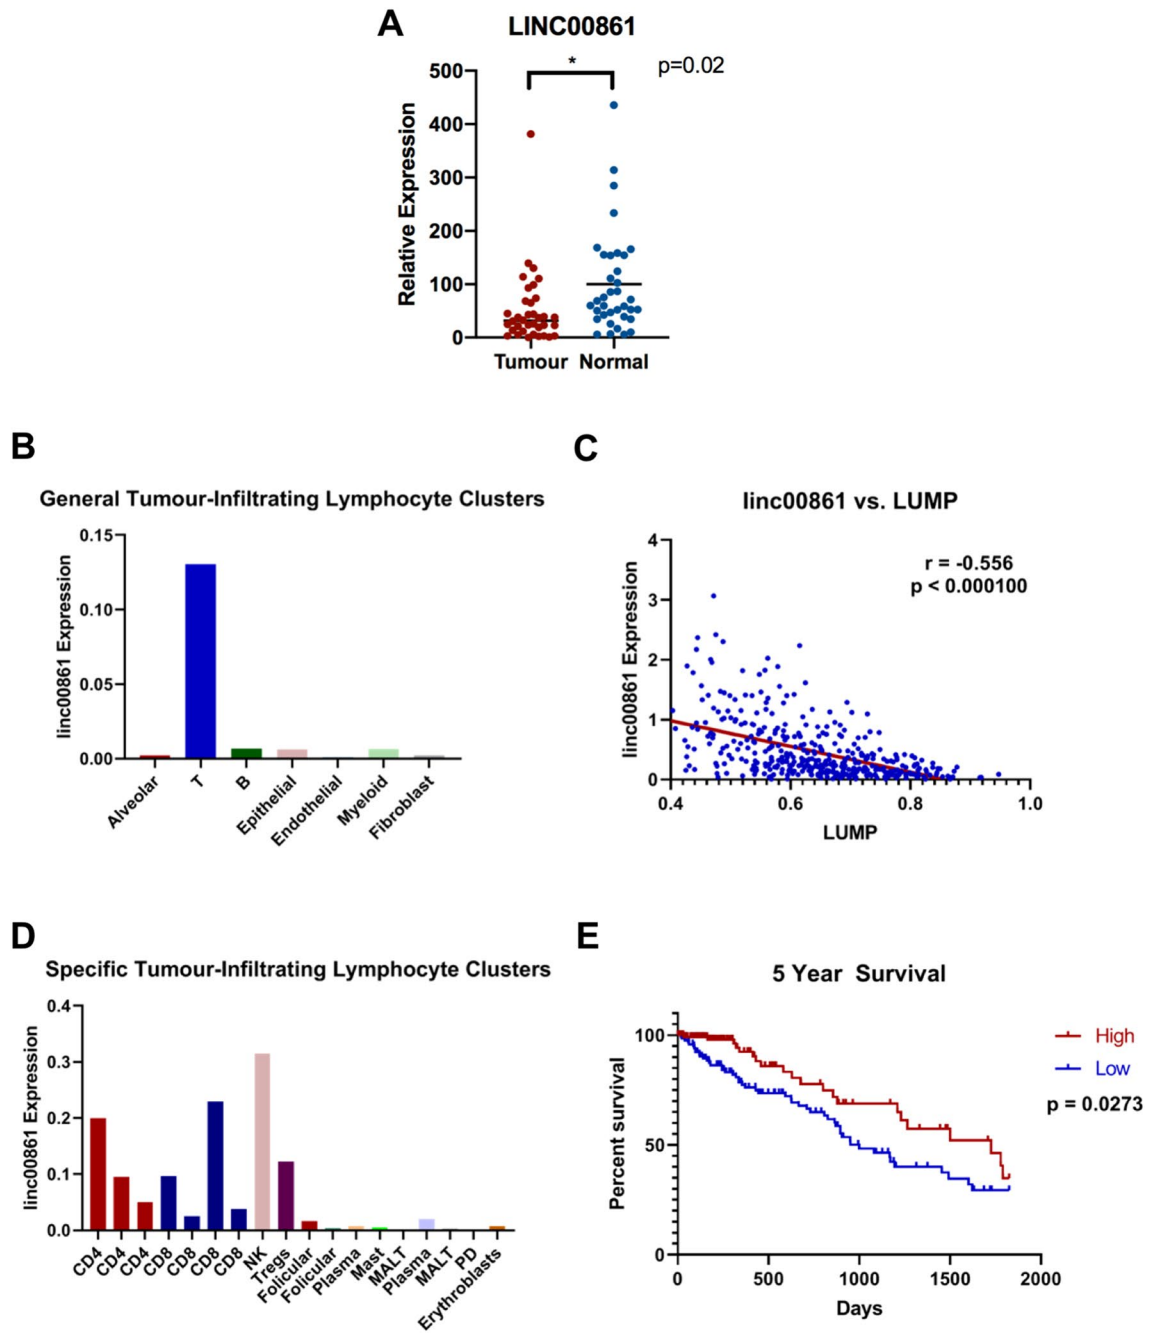 A
LINC00861
*
p=0.02
Relative Expression
500
400
300
200
100
0
Tumour
Normal
B
General Tumour-Infiltrating Lymphocyte Clusters
linc00861 Expression
0.15
0.10
0.05
0.00
Alveolar
T
B
Epithelial
Endothelial
Myeloid
Fibroblast
C
linc00861 vs. LUMP
r = -0.556
p < 0.000100
linc00861 Expression
4
3
2
1
0
0.4
0.6
0.8
1.0
LUMP
D
Specific Tumour-Infiltrating Lymphocyte Clusters
linc00861 Expression
0.4
0.3
0.2
0.1
0.0
CD4
CD4
CD4
CD8
CD8
CD8
CD8
NK
Tregs
Follicular
Follicular
Plasma
Mast
MALT
Plasma
MALT
PD
Erythroblasts
E
5 Year Survival
Percent survival
100
50
0
0
500
1000
1500
2000
Days
High
Low
p = 0.0273